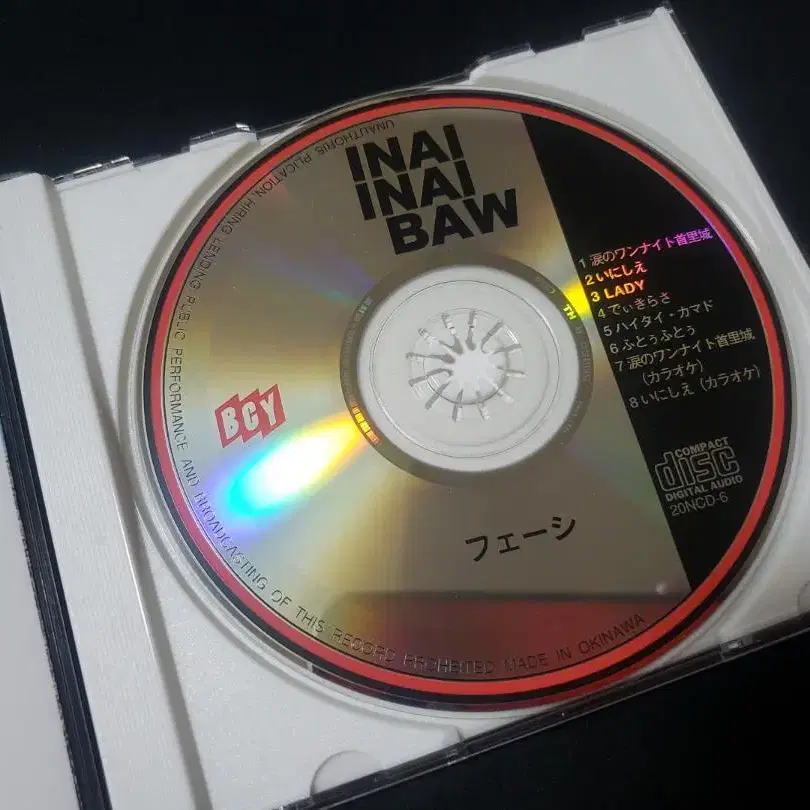 INAI
INAI
BAW
1 涙のワンナイト首里城
2 いにしえ
3 LADY
4 でぃきらさ
5 ハイタイ・カマド
6 ふとぅふとぅ
7 涙のワンナイト首里城
(カラオケ)
8 いにしえ (カラオケ)
BCY
COMPACT
disc
DIGITAL AUDIO
20NCD-6
フェーシ
HIRING LENDING PUBLIC PERFORMANCE AND BROADCASTING OF THIS RECORD PROHIBITED MADE IN OKINAWA